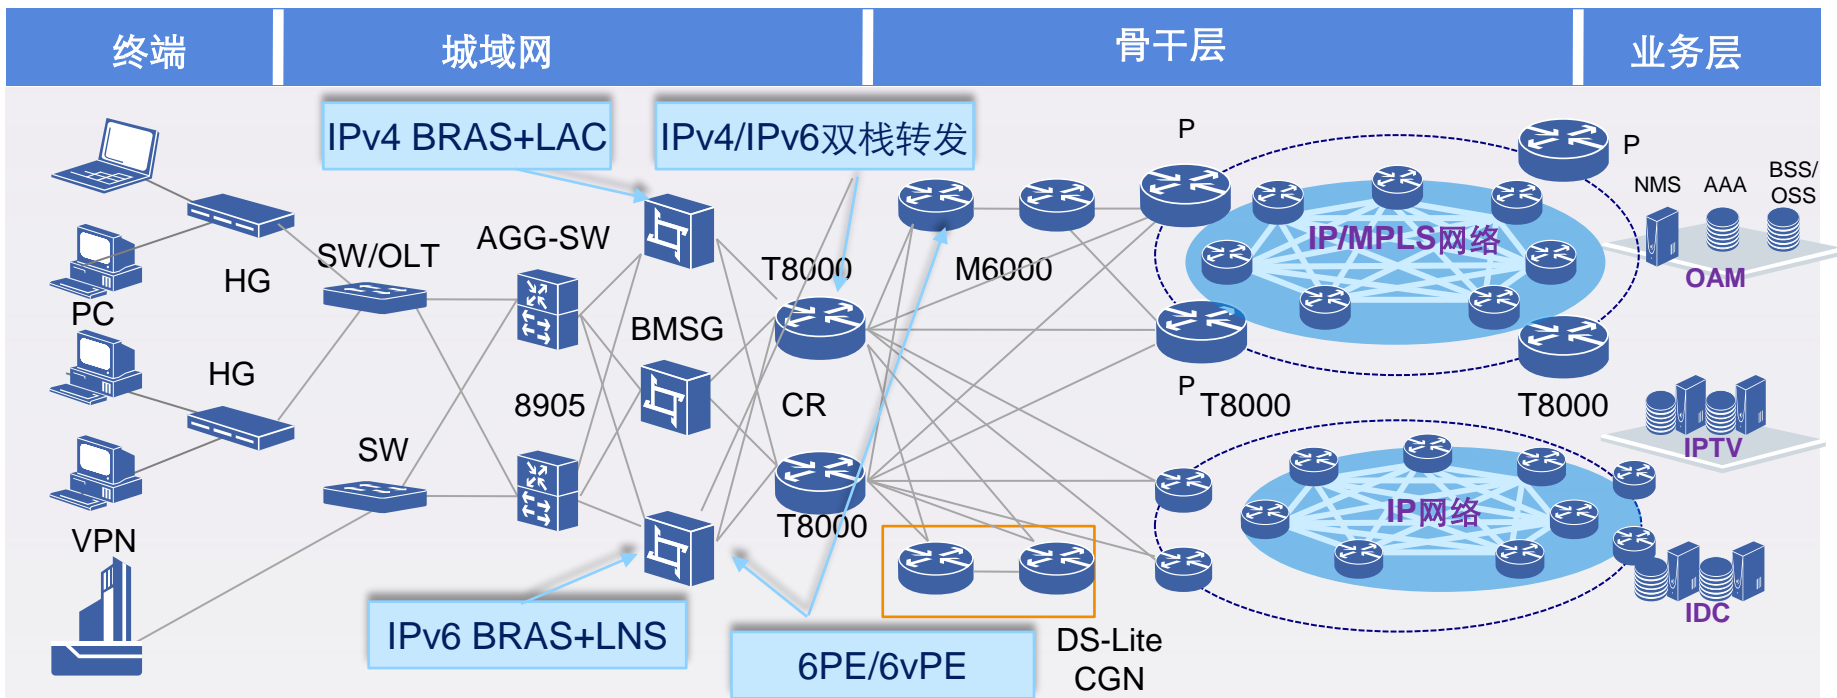 终端
城域网
骨干层
业务层
IPv4 BRAS+LAC
IPv4/IPv6双栈转发
P
P
NMS
AAA
BSS/
OSS
AGG-SW
SW/OLT
HG
T8000
M6000
IP/MPLS网络
OAM
PC
BMSG
HG
8905
CR
P
T8000
T8000
SW
IPTV
T8000
IP网络
VPN
IPv6 BRAS+LNS
6PE/6vPE
DS-Lite
CGN
IDC